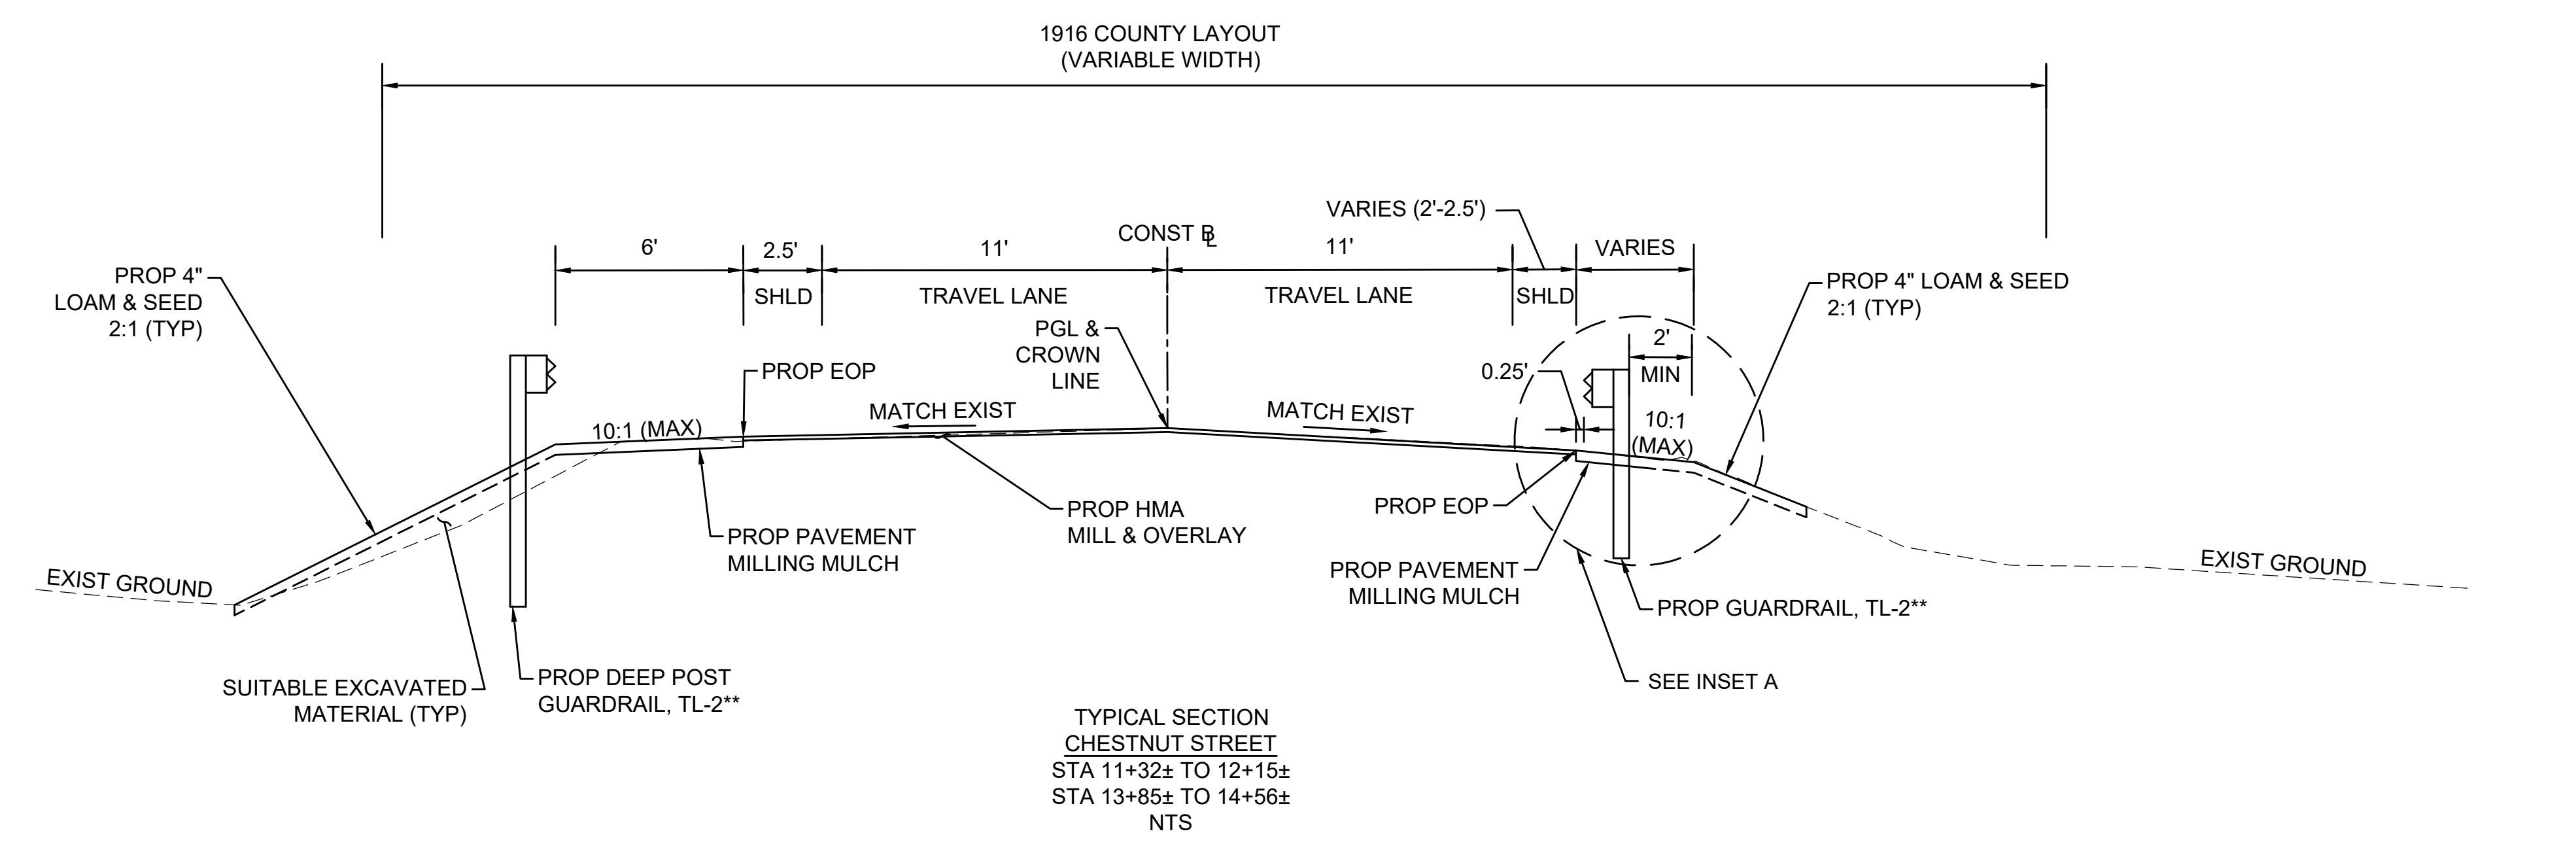 1916 COUNTY LAYOUT
(VARIABLE WIDTH)
VARIES (2'-2.5')
CONST BL
6'
2.5'
11'
11'
VARIES
SHLD
TRAVEL LANE
TRAVEL LANE
SHLD
PROP 4"
LOAM & SEED
2:1 (TYP)
PROP 4" LOAM & SEED
2:1 (TYP)
PGL &
CROWN
LINE
2'
MIN
PROP EOP
0.25'
10:1 (MAX)
MATCH EXIST
MATCH EXIST
10:1
(MAX)
PROP HMA
MILL & OVERLAY
PROP EOP
PROP PAVEMENT
MILLING MULCH
PROP PAVEMENT
MILLING MULCH
EXIST GROUND
EXIST GROUND
PROP GUARDRAIL, TL-2**
SUITABLE EXCAVATED
MATERIAL (TYP)
PROP DEEP POST
GUARDRAIL, TL-2**
SEE INSET A
TYPICAL SECTION
CHESTNUT STREET
STA 11+32± TO 12+15±
STA 13+85± TO 14+56±
NTS